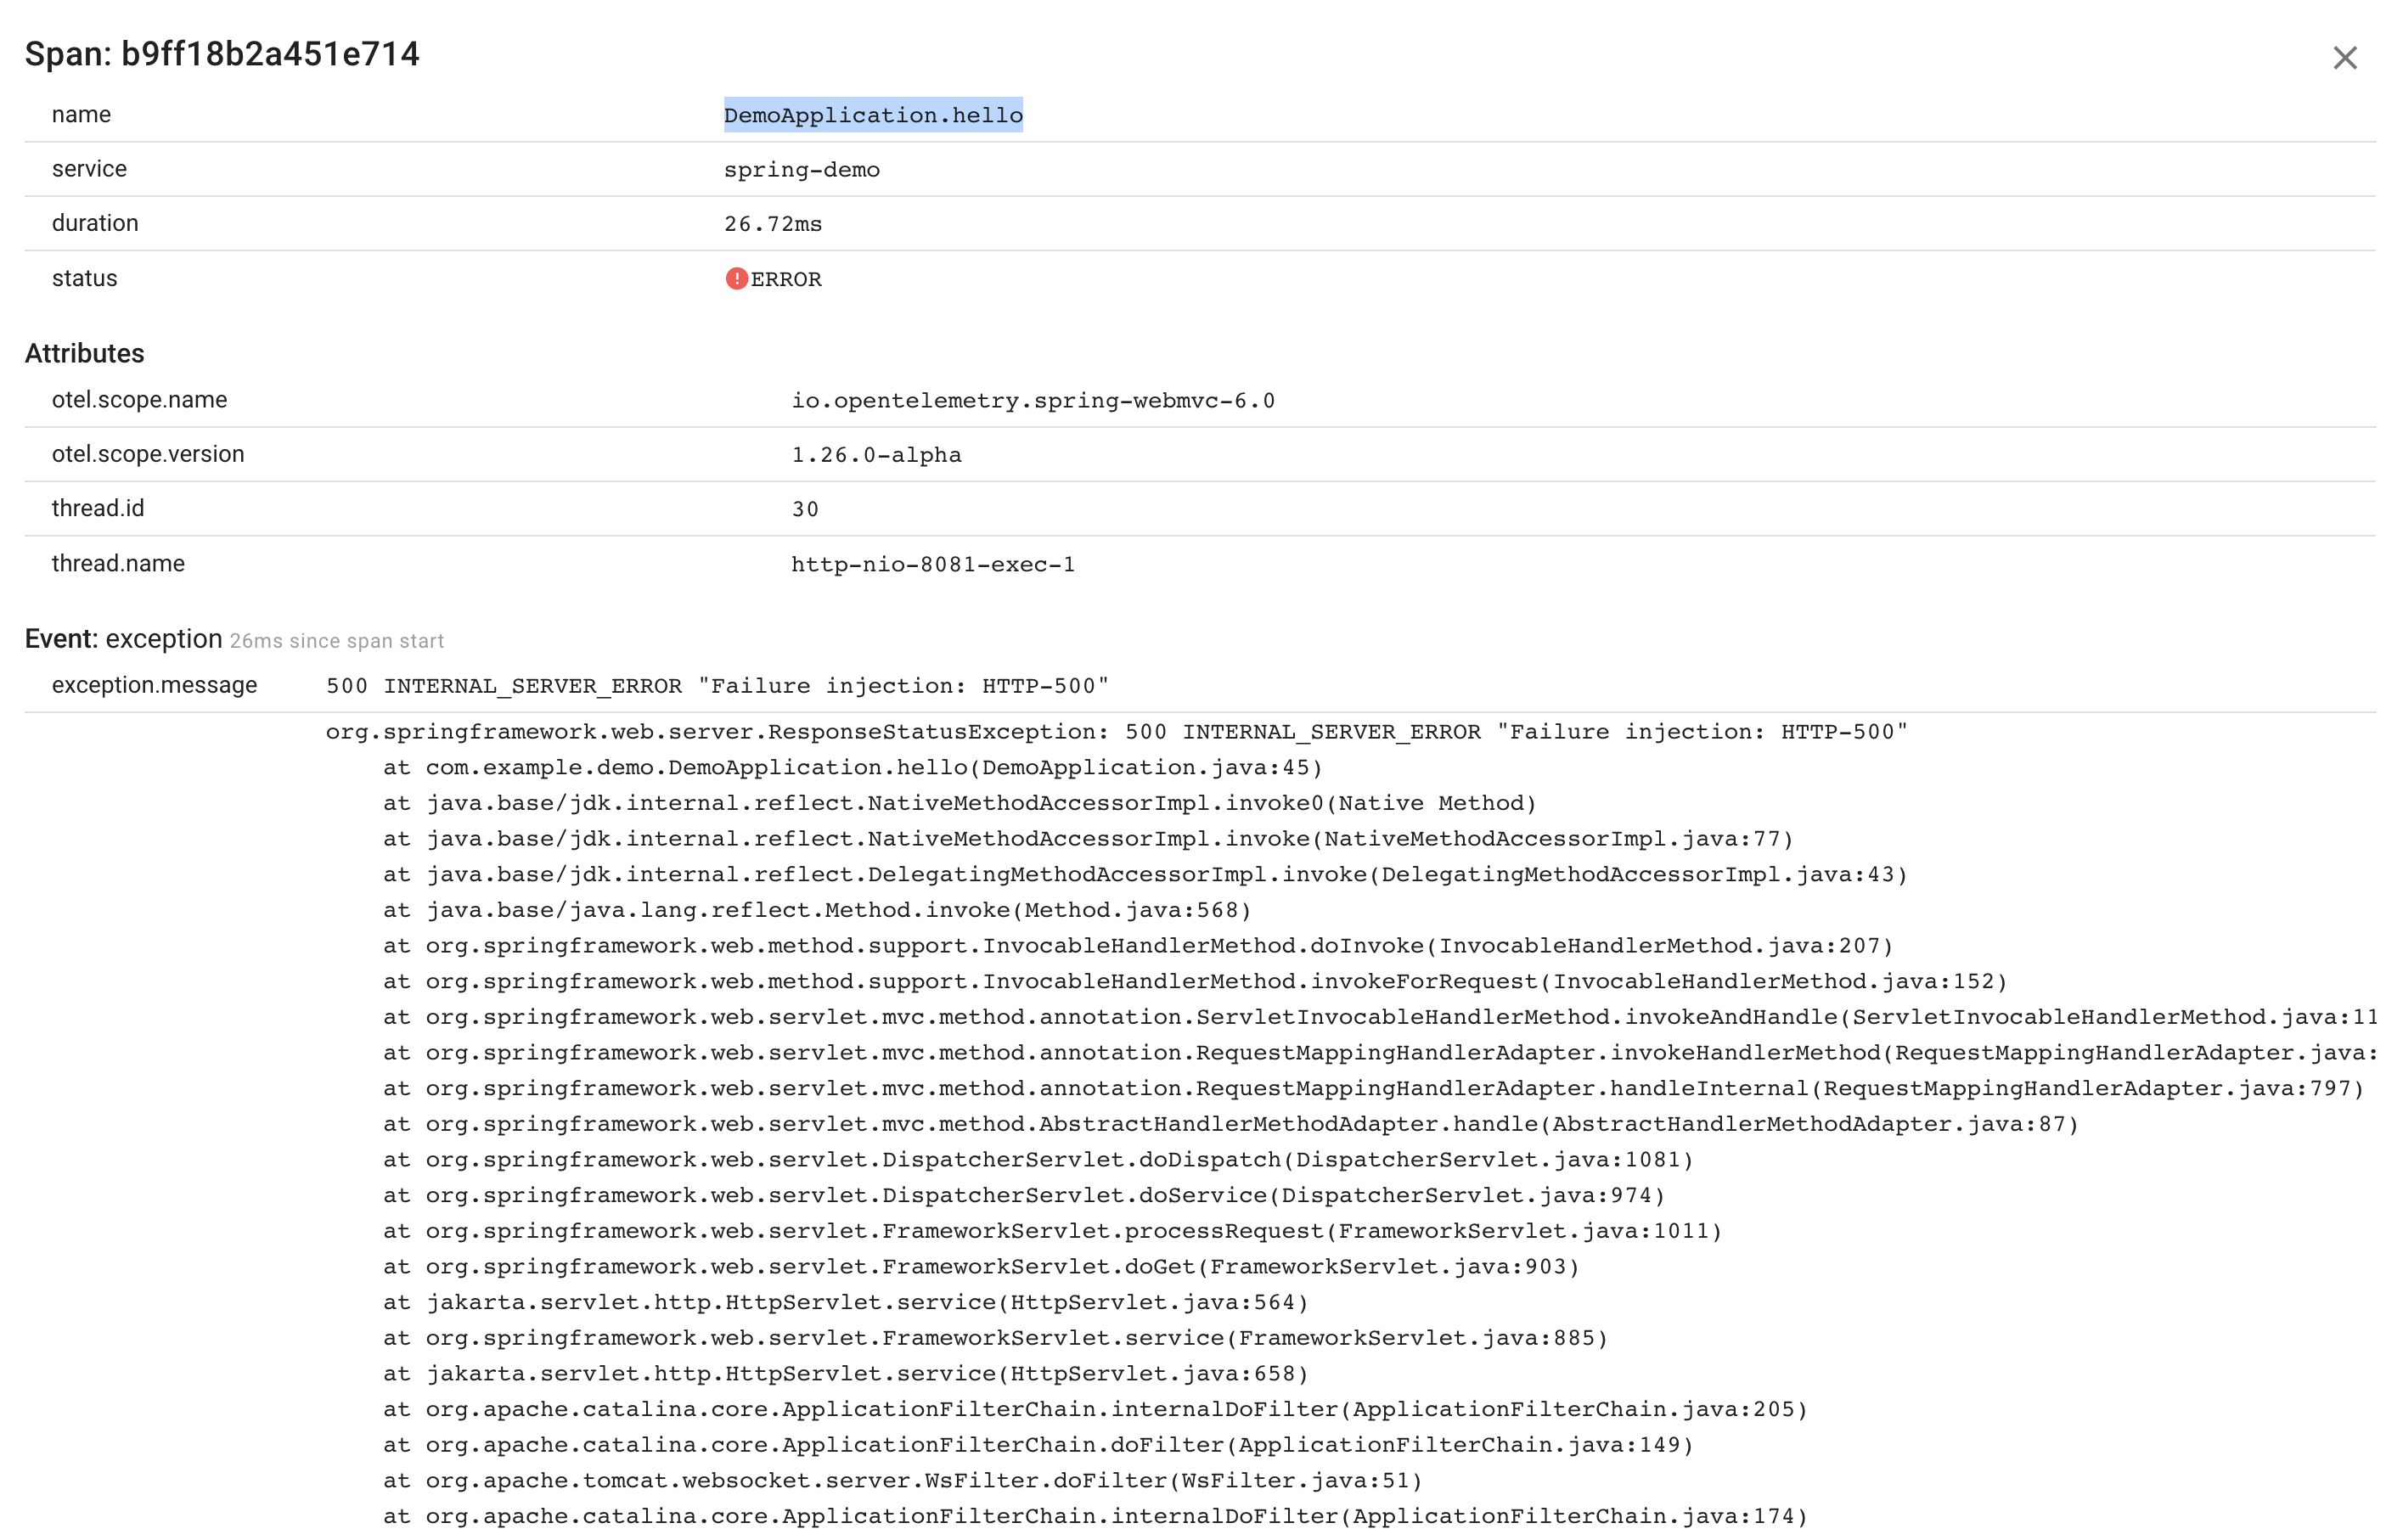 Span: b9ff18b2a451e714
name DemoApplication.hello
service spring-demo
duration 26.72ms
status ERROR
Attributes
otel.scope.name io.opentelemetry.spring-webmvc-6.0
otel.scope.version 1.26.0-alpha
thread.id 30
thread.name http-nio-8081-exec-1
Event: exception 26ms since span start
exception.message 500 INTERNAL_SERVER_ERROR "Failure injection: HTTP-500"
org.springframework.web.server.ResponseStatusException: 500 INTERNAL_SERVER_ERROR "Failure injection: HTTP-500"
at com.example.demo.DemoApplication.hello(DemoApplication.java:45)
at java.base/jdk.internal.reflect.NativeMethodAccessorImpl.invoke0(Native Method)
at java.base/jdk.internal.reflect.NativeMethodAccessorImpl.invoke(NativeMethodAccessorImpl.java:77)
at java.base/jdk.internal.reflect.DelegatingMethodAccessorImpl.invoke(DelegatingMethodAccessorImpl.java:43)
at java.base/java.lang.reflect.Method.invoke(Method.java:568)
at org.springframework.web.method.support.InvocableHandlerMethod.doInvoke(InvocableHandlerMethod.java:207)
at org.springframework.web.method.support.InvocableHandlerMethod.invokeForRequest(InvocableHandlerMethod.java:152)
at org.springframework.web.servlet.mvc.method.annotation.ServletInvocableHandlerMethod.invokeAndHandle(ServletInvocableHandlerMethod.java:11
at org.springframework.web.servlet.mvc.method.annotation.RequestMappingHandlerAdapter.invokeHandlerMethod(RequestMappingHandlerAdapter.java:
at org.springframework.web.servlet.mvc.method.annotation.RequestMappingHandlerAdapter.handleInternal(RequestMappingHandlerAdapter.java:797)
at org.springframework.web.servlet.mvc.method.AbstractHandlerMethodAdapter.handle(AbstractHandlerMethodAdapter.java:87)
at org.springframework.web.servlet.DispatcherServlet.doDispatch(DispatcherServlet.java:1081)
at org.springframework.web.servlet.DispatcherServlet.doService(DispatcherServlet.java:974)
at org.springframework.web.servlet.FrameworkServlet.processRequest(FrameworkServlet.java:1011)
at org.springframework.web.servlet.FrameworkServlet.doGet(FrameworkServlet.java:903)
at jakarta.servlet.http.HttpServlet.service(HttpServlet.java:564)
at org.springframework.web.servlet.FrameworkServlet.service(FrameworkServlet.java:885)
at jakarta.servlet.http.HttpServlet.service(HttpServlet.java:658)
at org.apache.catalina.core.ApplicationFilterChain.internalDoFilter(ApplicationFilterChain.java:205)
at org.apache.catalina.core.ApplicationFilterChain.doFilter(ApplicationFilterChain.java:149)
at org.apache.tomcat.websocket.server.WsFilter.doFilter(WsFilter.java:51)
at org.apache.catalina.core.ApplicationFilterChain.internalDoFilter(ApplicationFilterChain.java:174)